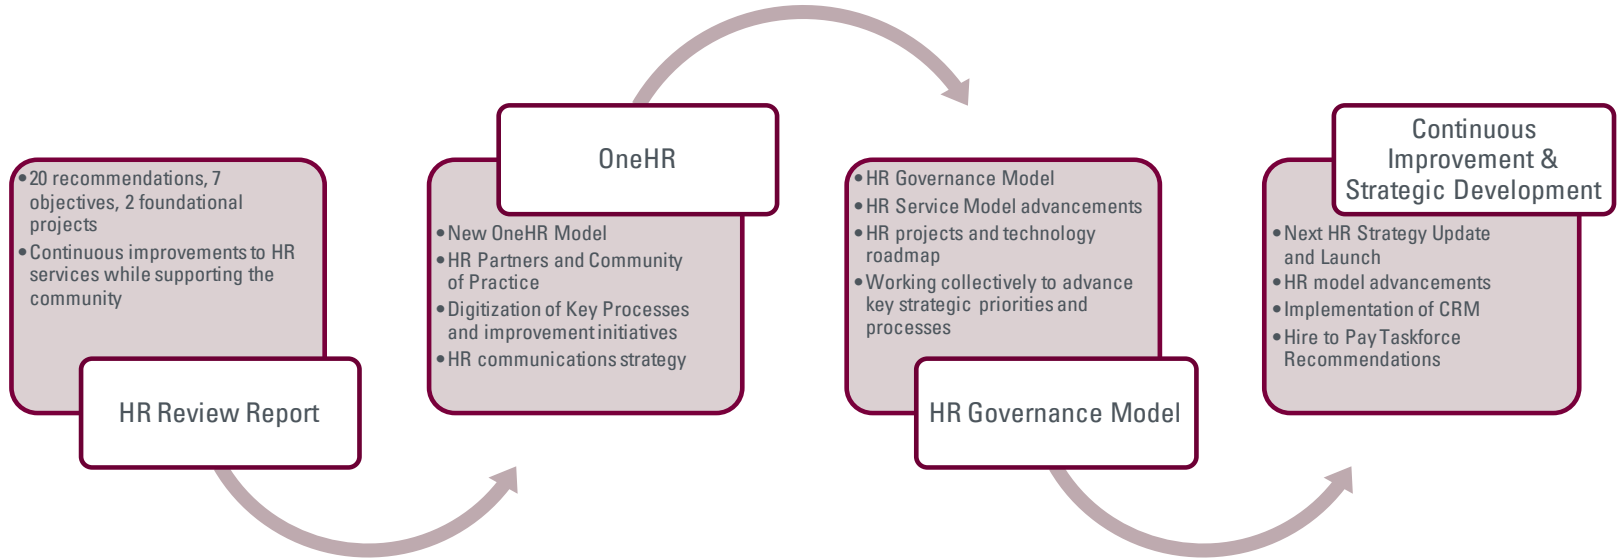 •20 recommendations, 7
objectives, 2 foundational
projects
•Continuous improvements to HR
services while supporting the
community
HR Review Report
OneHR
•New OneHR Model
•HR Partners and Community
of Practice
•Digitization of Key Processes
and improvement initiatives
•HR communications strategy
•HR Governance Model
•HR Service Model advancements
•HR projects and technology
roadmap
•Working collectively to advance
key strategic priorities and
processes
HR Governance Model
Continuous
Improvement &
Strategic Development
•Next HR Strategy Update
and Launch
•HR model advancements
•Implementation of CRM
•Hire to Pay Taskforce
Recommendations